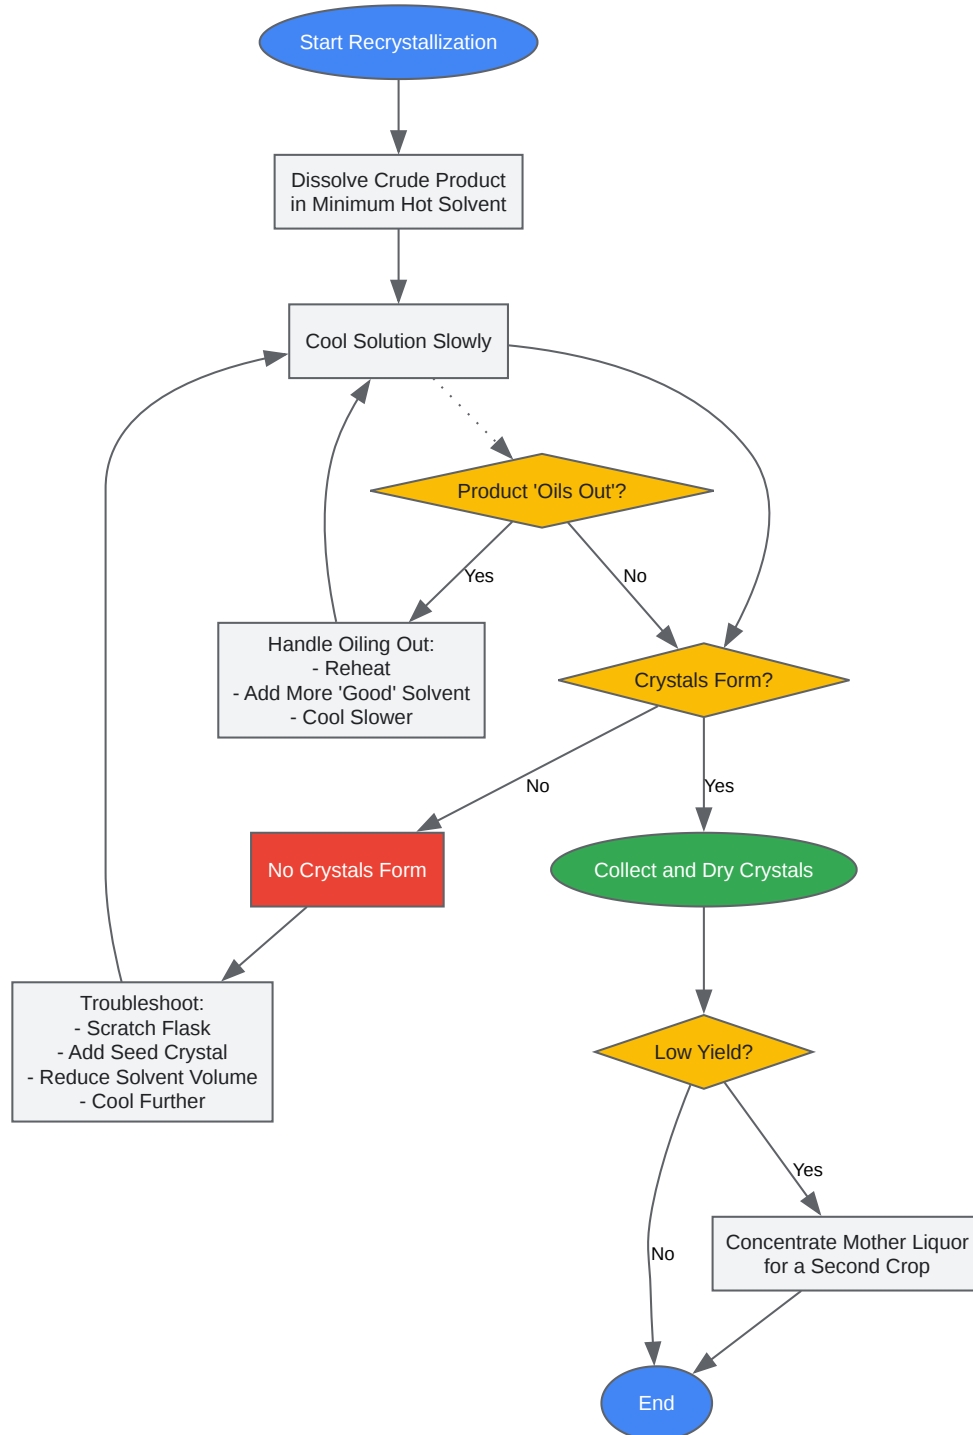 Start Recrystallization
Dissolve Crude Product
in Minimum Hot Solvent
Cool Solution Slowly
Product 'Oils Out'?
Yes
No
Handle Oiling Out:
- Reheat
- Add More 'Good' Solvent
- Cool Slower
Crystals Form?
No
Yes
No Crystals Form
Collect and Dry Crystals
Troubleshoot:
- Scratch Flask
- Add Seed Crystal
- Reduce Solvent Volume
- Cool Further
Low Yield?
Yes
No
Concentrate Mother Liquor
for a Second Crop
End